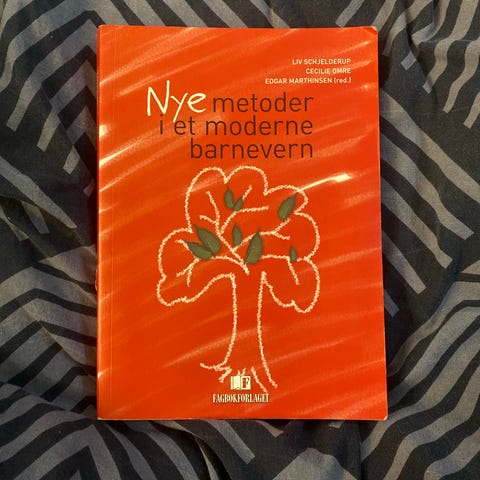 LIV SCHJELDERUP
CECILIE OMRE
EDGAR MARTHINSEN (red.)
Nye metoder
i et moderne
barnevern
F
FAGBOKFORLAGET